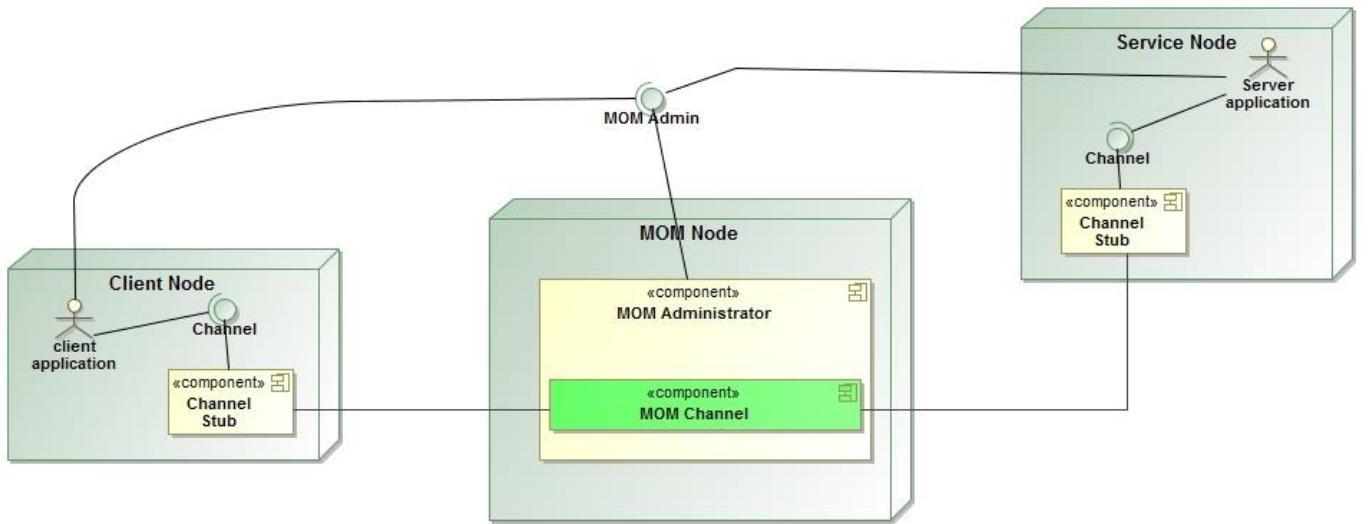 Service Node
Server
application
MOM Admin
Channel
«component»
Channel
Stub
MOM Node
Client Node
«component»
MOM Administrator
Channel
client
application
«component»
Channel
Stub
«component»
MOM Channel